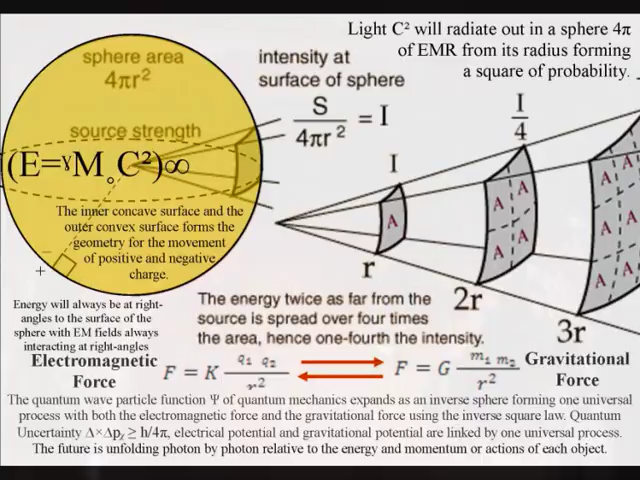 Light C² will radiate out in a sphere 4π
of EMR from its radius forming
a square of probability.
sphere area
4πr²
intensity at
surface of sphere
S
4πr²
= I
source strength
(E=ˠM˳C²)∞
I
I
4
The inner concave surface and the
outer convex surface forms the
geometry for the movement
of positive and negative
charge.
−
+
A
A A
A A
A A
A
A A
r
2r
3r
Energy will always be at right-
angles to the surface of the
sphere with EM fields always
interacting at right-angles
The energy twice as far from the
source is spread over four times
the area, hence one-fourth the intensity.
Electromagnetic
Force
F = K q₁ q₂
r²
F = G m₁ m₂
r²
Gravitational
Force
The quantum wave particle function Ψ of quantum mechanics expands as an inverse sphere forming one universal
process with both the electromagnetic force and the gravitational force using the inverse square law. Quantum
Uncertainty Δ×Δpₓ ≥ h/4π, electrical potential and gravitational potential are linked by one universal process.
The future is unfolding photon by photon relative to the energy and momentum or actions of each object.